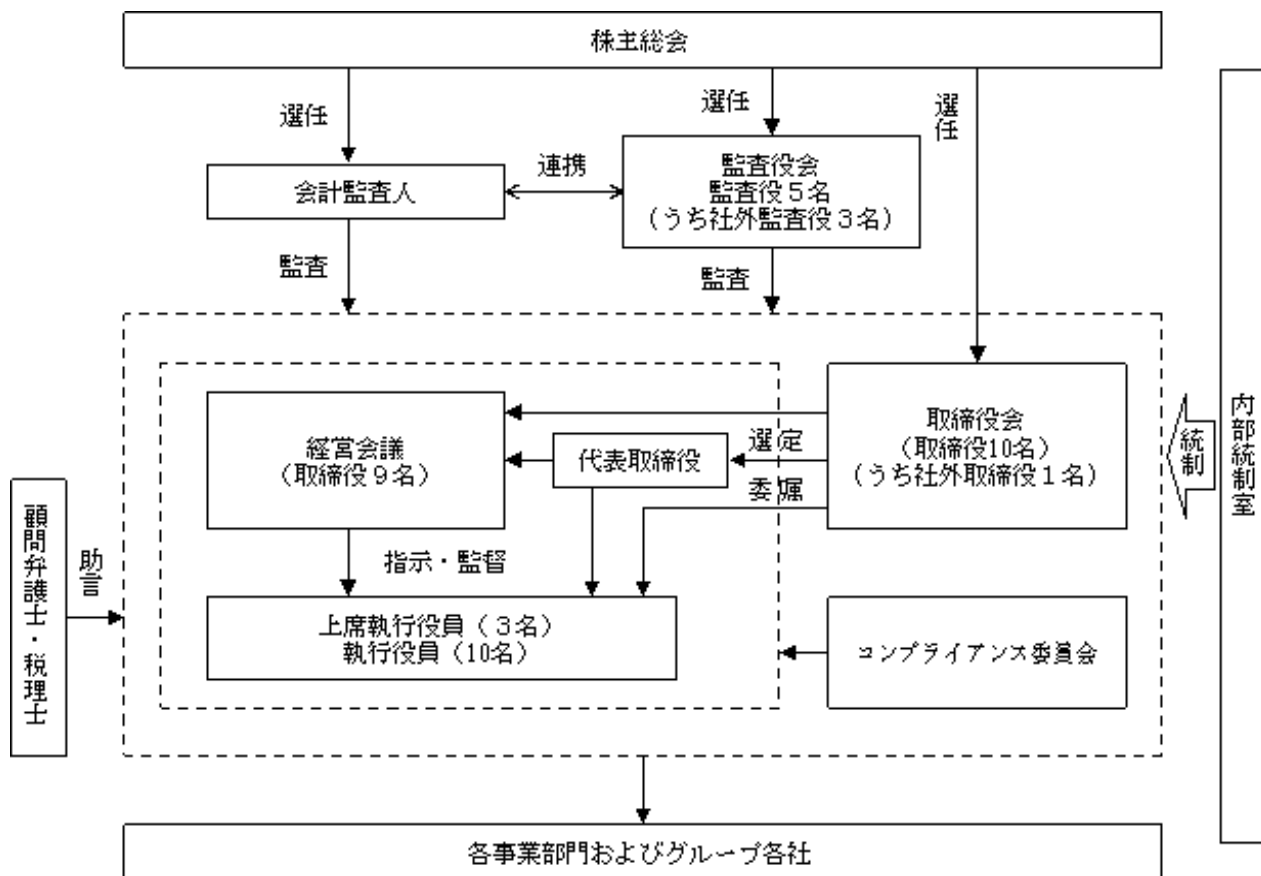 株主総会
選任
選任
選任
会計監査人
連携
監査役会
監査役５名
（うち社外監査役３名）
監査
監査
経営会議
（取締役９名）
代表取締役
選定
委嘱
取締役会
（取締役10名）
（うち社外取締役１名）
統制
内部統制室
顧問弁護士・税理士
助言
指示・監督
上席執行役員（３名）
執行役員（10名）
コンプライアンス委員会
各事業部門およびグループ各社